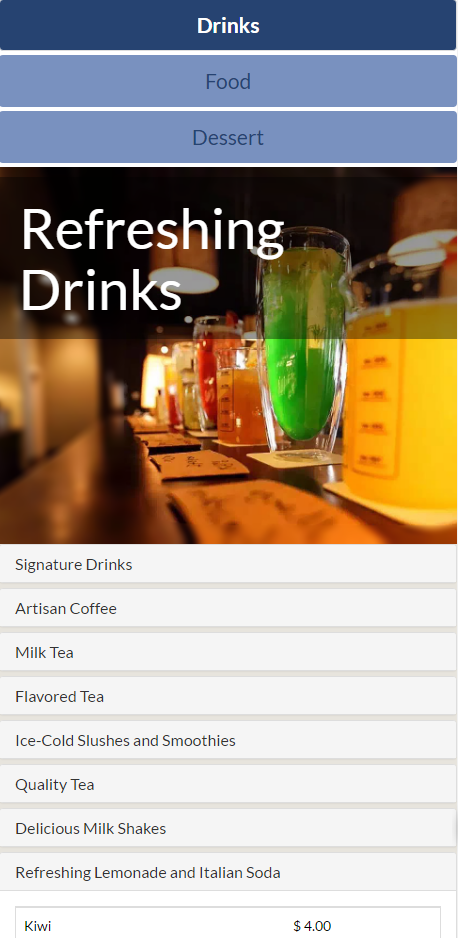 Drinks
Food
Dessert
Refreshing
Drinks
Signature Drinks
Artisan Coffee
Milk Tea
Flavored Tea
Ice-Cold Slushes and Smoothies
Quality Tea
Delicious Milk Shakes
Refreshing Lemonade and Italian Soda
Kiwi $ 4.00